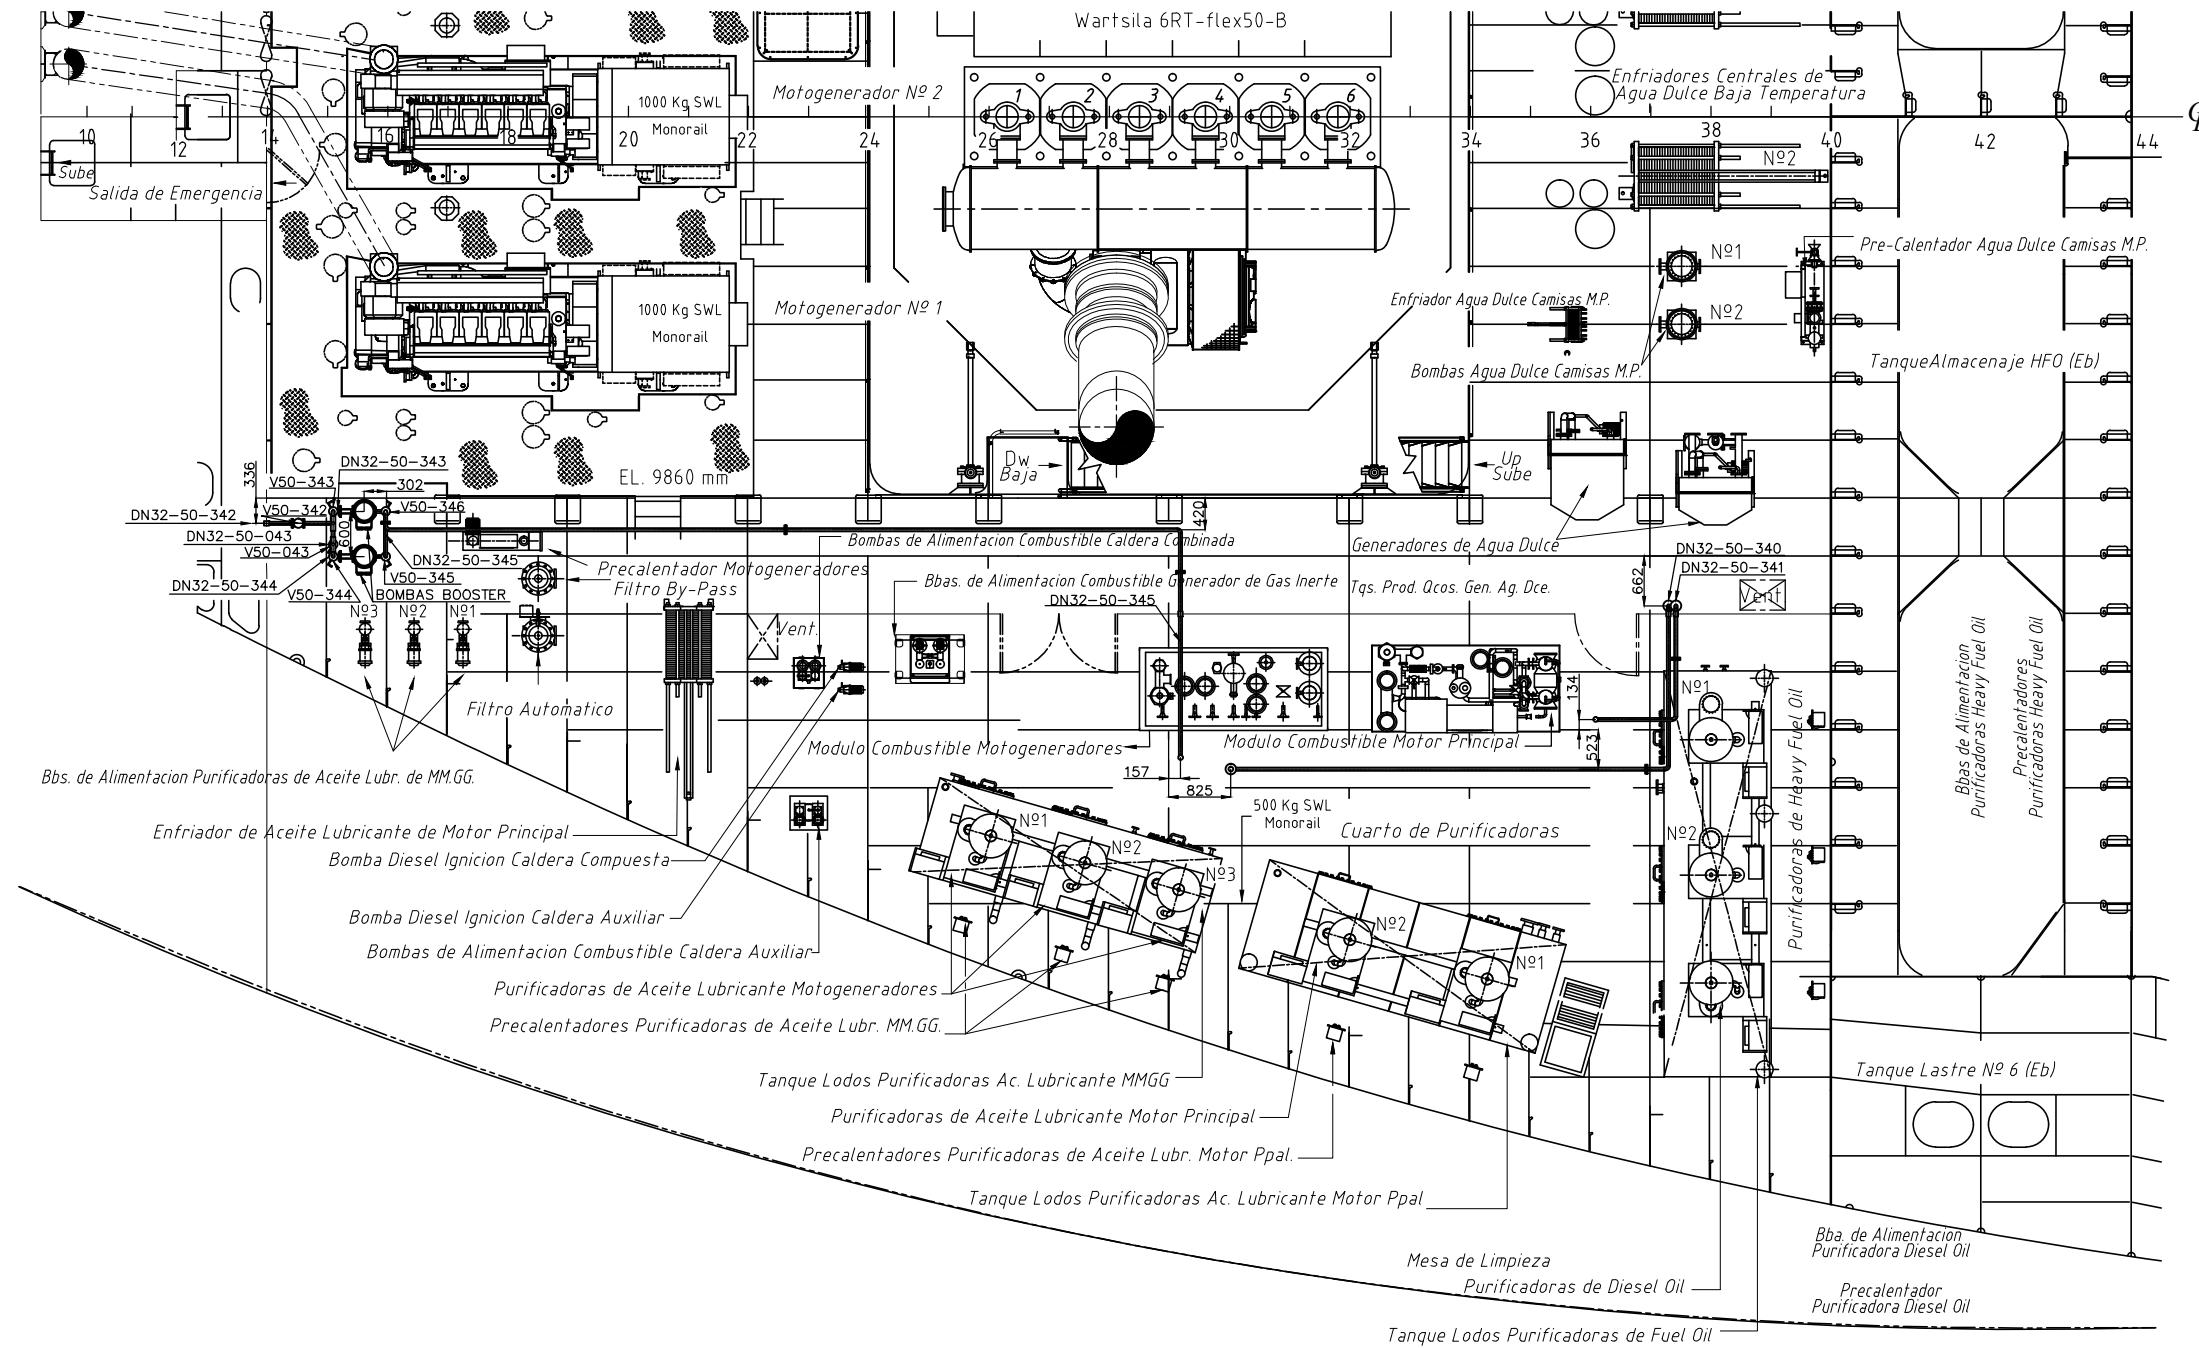 Wartsila 6RT-flex50-B
Motogenerador Nº 2
Enfriadores Centrales de
Agua Dulce Baja Temperatura
1000 Kg SWL
Monorail
1
2
3
4
5
6
10
12
14
16
18
20
22
24
26
28
30
32
34
36
38
40
42
44
Sube
Salida de Emergencia
Nº2
Pre-Calentador Agua Dulce Camisas M.P.
Nº1
Motogenerador Nº 1
1000 Kg SWL
Monorail
Enfriador Agua Dulce Camisas M.P.
Nº2
Bombas Agua Dulce Camisas M.P.
TanqueAlmacenaje HFO (Eb)
336
DN32-50-343
V50-343
302
EL. 9860 mm
Dw
Baja
Up
Sube
V50-342
V50-346
DN32-50-342
600
420
DN32-50-043
V50-043
DN32-50-345
DN32-50-344
V50-345
V50-344
BOMBAS BOOSTER
Bombas de Alimentacion Combustible Caldera Combinada
Generadores de Agua Dulce
DN32-50-340
DN32-50-341
662
Vent
Precalentador Motogeneradores
Filtro By-Pass
Bbas. de Alimentacion Combustible Generador de Gas Inerte
Tqs. Prod. Qcos. Gen. Ag. Dce.
DN32-50-345
Nº3
Nº2
Nº1
Vent.
Filtro Automatico
Nº1
134
523
Modulo Combustible Motogeneradores
Modulo Combustible Motor Principal
Bbas de Alimentacion
Purificadoras Heavy Fuel Oil
Precalentadores
Purificadoras Heavy Fuel Oil
Purificadoras de Heavy Fuel Oil
Bbs. de Alimentacion Purificadoras de Aceite Lubr. de MM.GG.
157
825
500 Kg SWL
Monorail
Cuarto de Purificadoras
Nº2
Enfriador de Aceite Lubricante de Motor Principal
Nº1
Nº2
Nº3
Bomba Diesel Ignicion Caldera Compuesta
Bomba Diesel Ignicion Caldera Auxiliar
Nº2
Nº1
Bombas de Alimentacion Combustible Caldera Auxiliar
Purificadoras de Aceite Lubricante Motogeneradores
Precalentadores Purificadoras de Aceite Lubr. MM.GG.
Tanque Lodos Purificadoras Ac. Lubricante MMGG
Tanque Lastre Nº 6 (Eb)
Purificadoras de Aceite Lubricante Motor Principal
Precalentadores Purificadoras de Aceite Lubr. Motor Ppal.
Tanque Lodos Purificadoras Ac. Lubricante Motor Ppal
Bba. de Alimentacion
Purificadora Diesel Oil
Mesa de Limpieza
Purificadoras de Diesel Oil
Precalentador
Purificadora Diesel Oil
Tanque Lodos Purificadoras de Fuel Oil